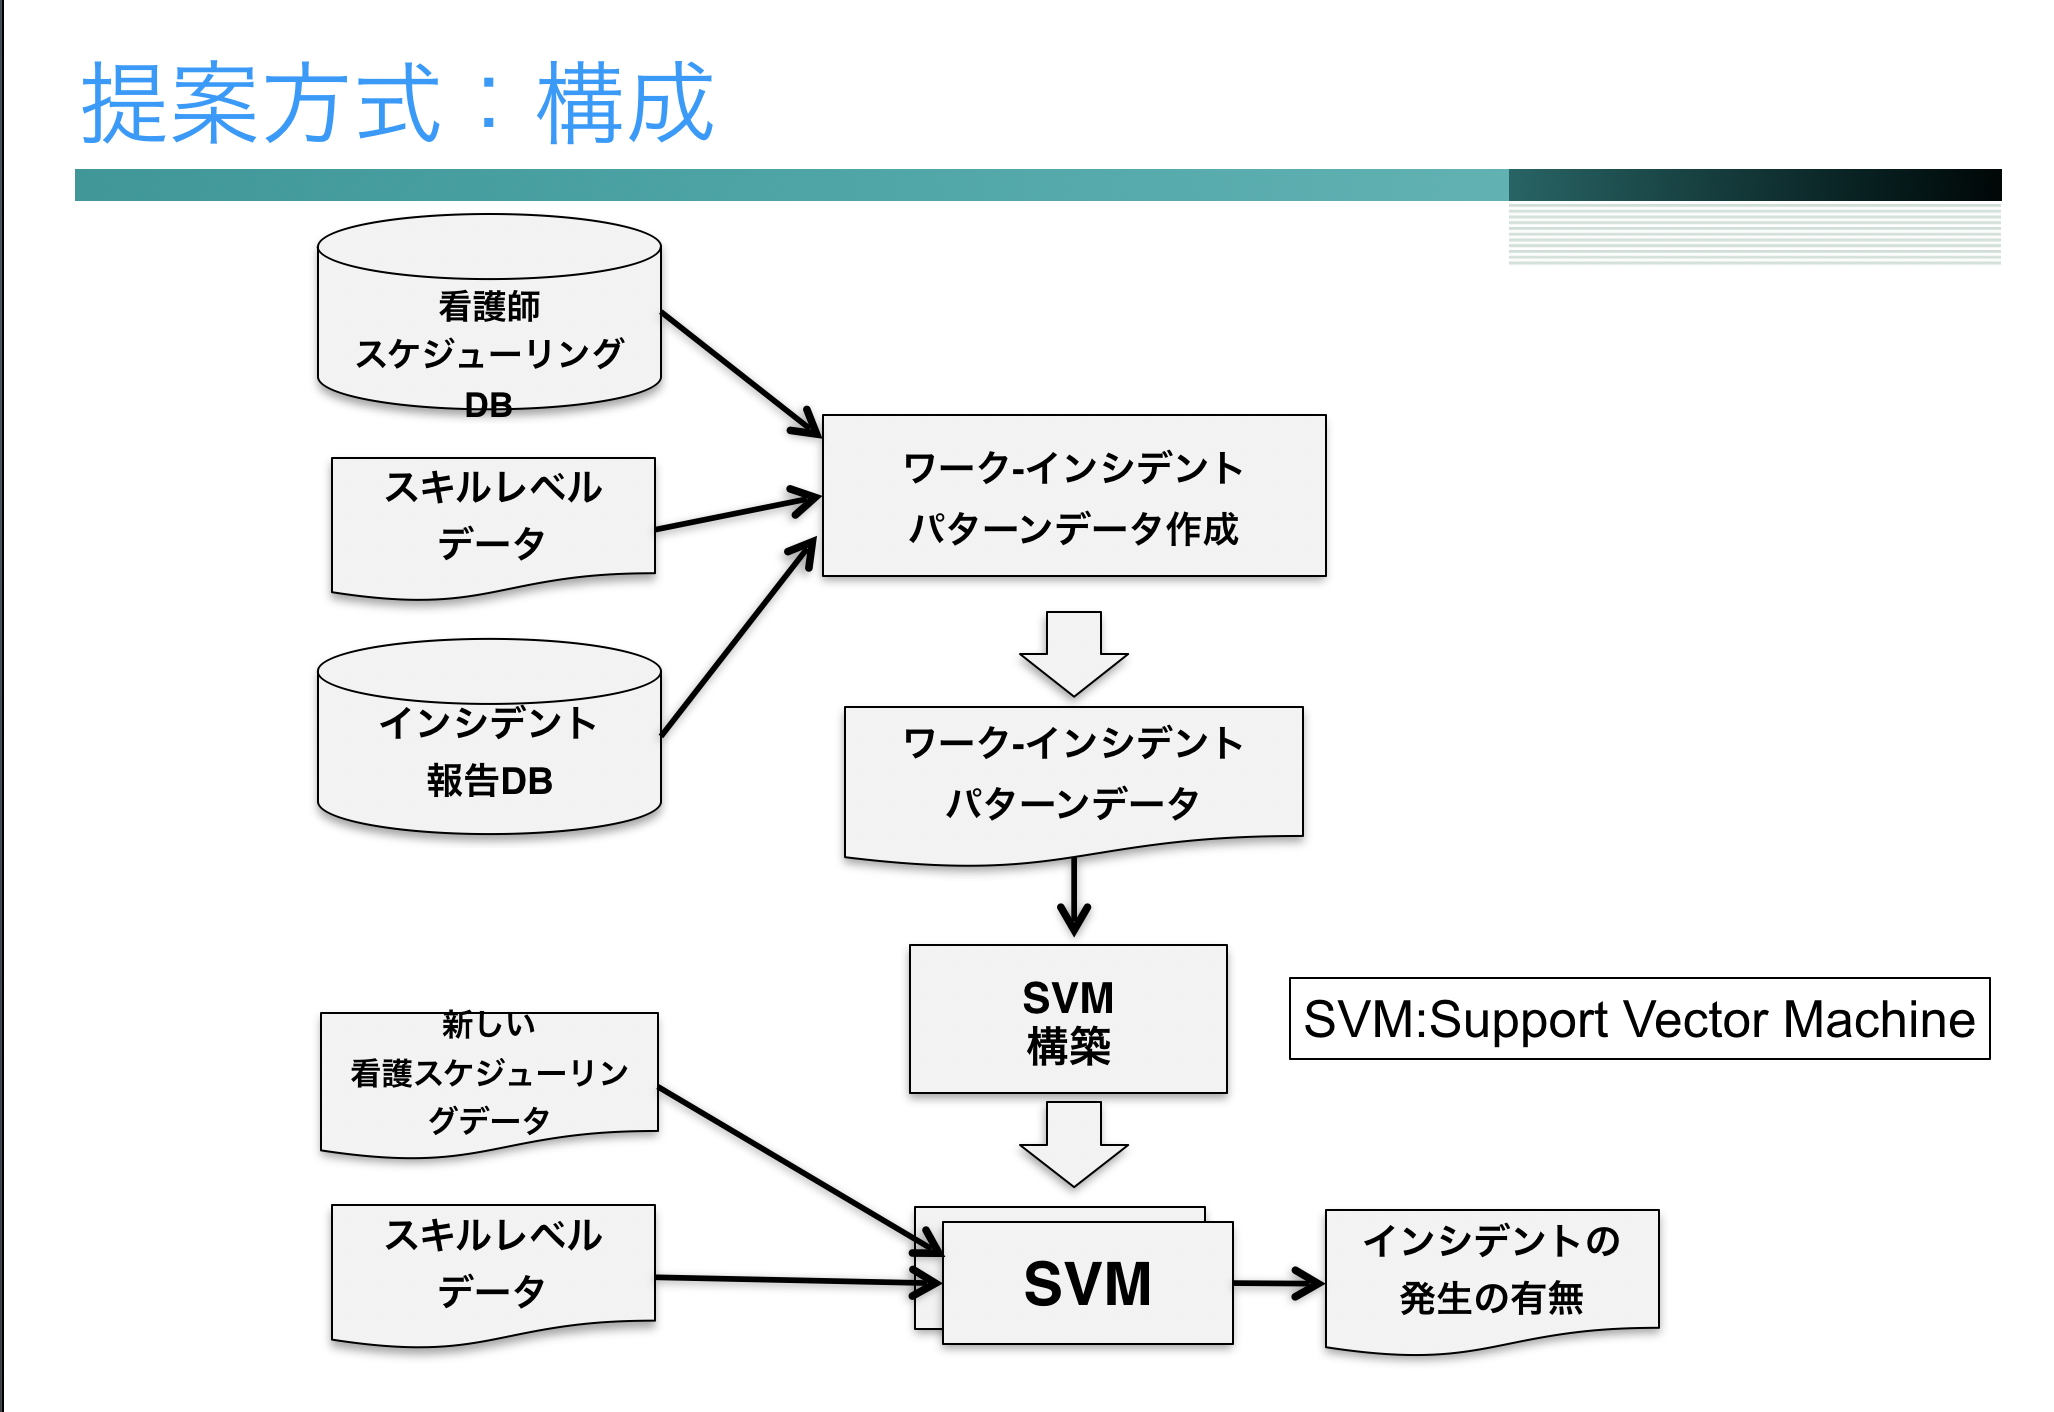 提案方式：構成
看護師
スケジューリング
DB
スキルレベル
データ
インシデント
報告DB
ワーク-インシデント
パターンデータ作成
ワーク-インシデント
パターンデータ
SVM
構築
SVM:Support Vector Machine
新しい
看護スケジューリン
グデータ
スキルレベル
データ
SVM
インシデントの
発生の有無